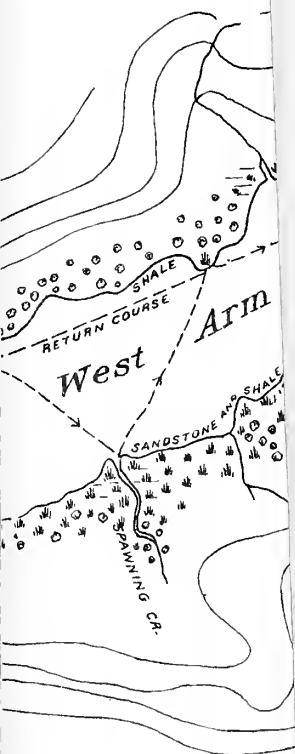 SHALE
RETURN COURSE
West Arm
SANDSTONE AND SHALE
SPAWNING CR.